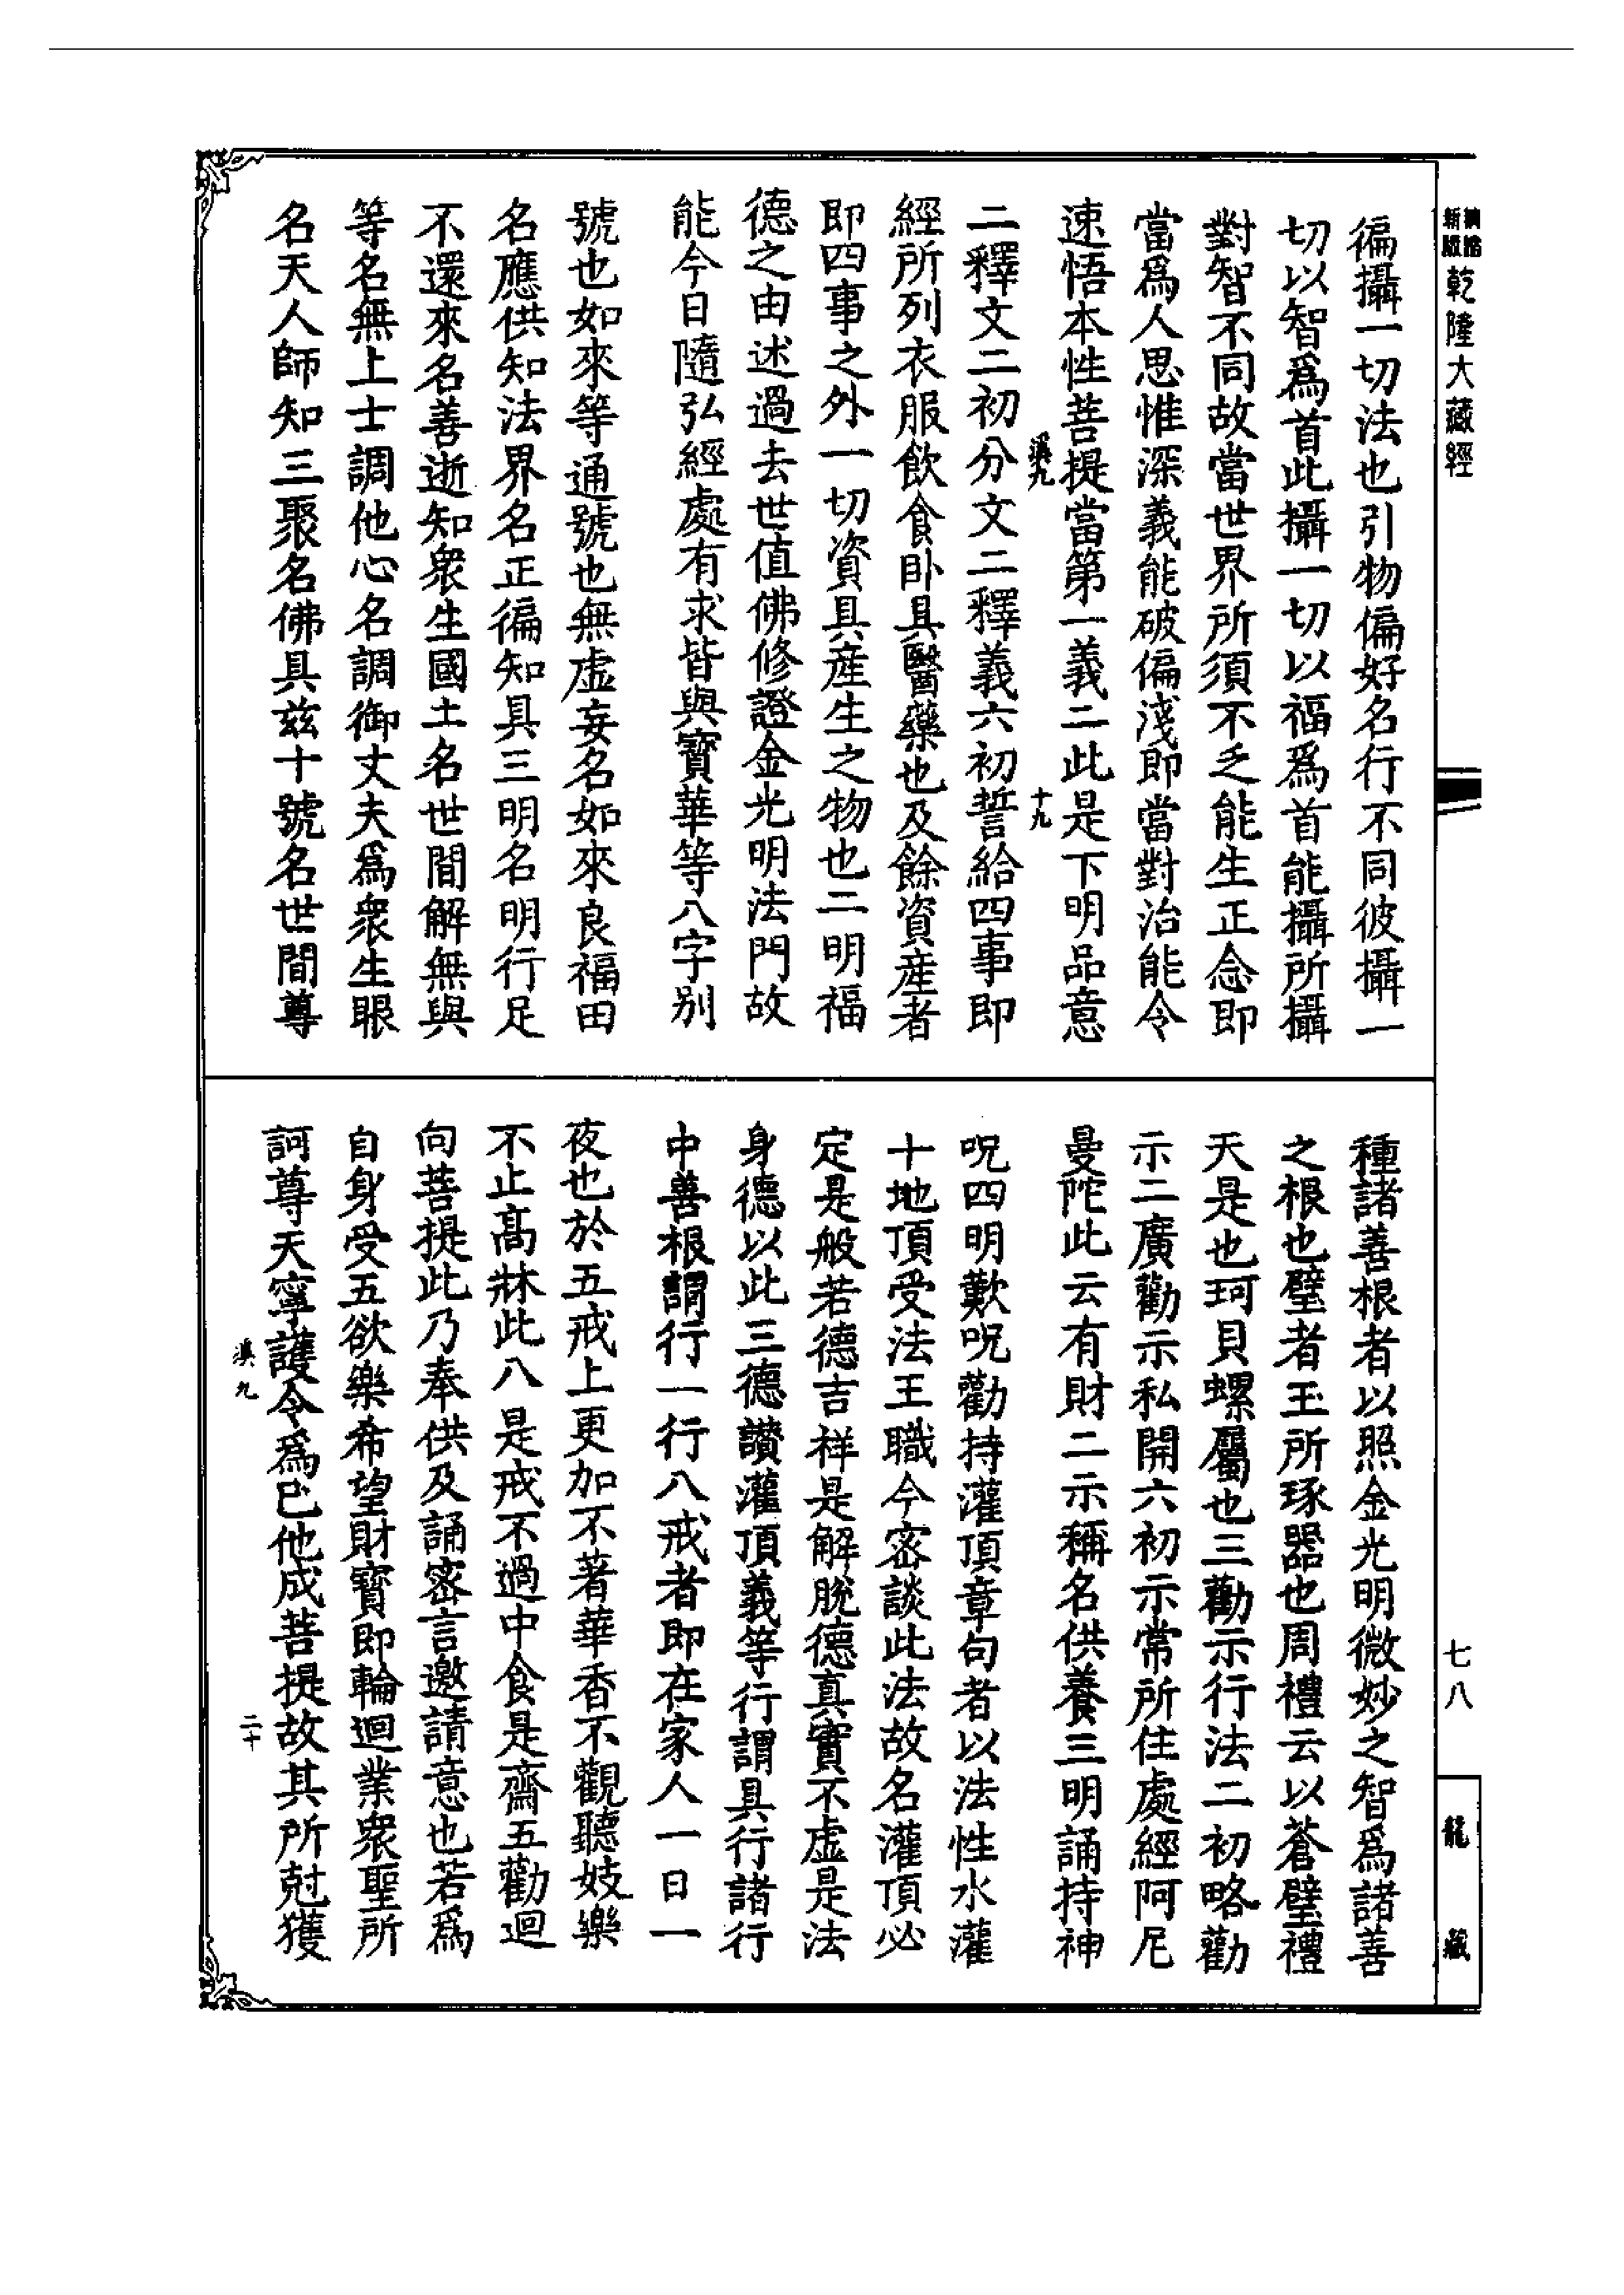 新版
乾隆大藏經
徧攝一切法也引物偏好名行不同彼攝一
切以智爲首此攝一切以福爲首能攝所攝
對智不同故當世界所須不乏能生正念即
當爲人思惟深義能破偏淺即當對治能令
速悟本性菩提當第一義二此是下明品意
溪九
十九
二釋文二初分文二釋義六初誓給四事即
經所列衣服飲食卧具醫藥也及餘資産者
即四事之外一切資具産生之物也二明福
德之由述過去世值佛修證金光明法門故
能今日隨弘經處有求皆與寳華等八字别
號也如來等通號也無虚妄名如來良福田
名應供知法界名正徧知具三明名明行足
不還來名善逝知衆生國土名世間解無與
等名無上士調他心名調御丈夫爲衆生眼
名天人師知三聚名佛具兹十號名世間尊
種諸善根者以照金光明微妙之智爲諸善
之根也璧者玉所琢器也周禮云以蒼璧禮
天是也珂貝螺屬也三勸示行法二初略勸
示二廣勸示私開六初示常所住處經阿尼
曼陀此云有財二示稱名供養三明誦持神
呪四明歎呪勸持灌頂章句者以法性水灌
十地頂受法王職今宻談此法故名灌頂必
定是般若德吉祥是解脫德真實不虚是法
身德以此三德讃灌頂義等行謂具行諸行
中善根謂行一行八戒者即在家人一日一
夜也於五戒上更加不著華香不觀聽妓樂
不止髙牀此八是戒不過中食是齋五勸迴
向菩提此乃奉供及誦宻言邀請意也若爲
自身受五欲樂希望財寳即輪迴業衆聖所
訶尊天寧護令爲已他成菩提故其所尅獲
溪九
二十
七八
龍藏